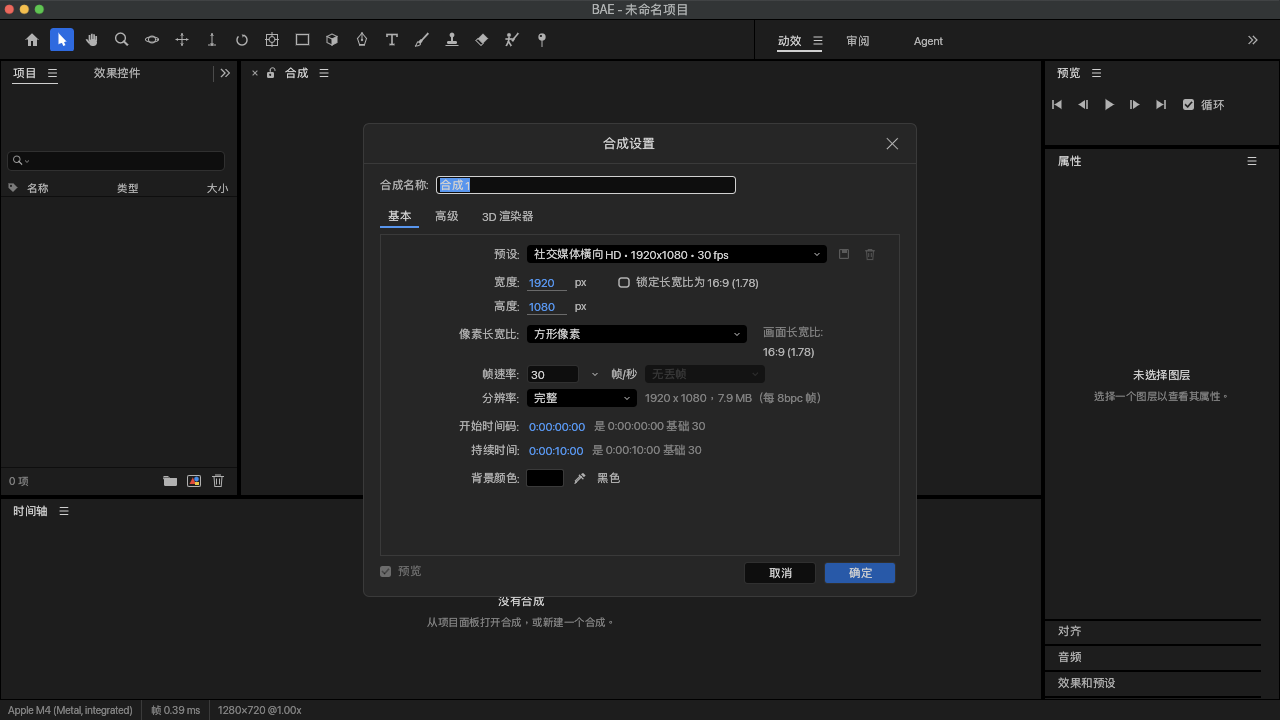 BAE - 未命名项目
动效 审阅 Agent
项目 效果控件
× 合成
预览
循环
属性
名称 类型 大小
合成设置
合成名称: 合成 1
基本 高级 3D 渲染器
预设: 社交媒体横向 HD • 1920x1080 • 30 fps
宽度: 1920 px 锁定长宽比为 16:9 (1.78)
高度: 1080 px
像素长宽比: 方形像素 画面长宽比:
16:9 (1.78)
帧速率: 30 帧/秒 无丢帧
分辨率: 完整 1920 x 1080，7.9 MB（每 8bpc 帧）
开始时间码: 0:00:00:00 是 0:00:00:00 基础 30
持续时间: 0:00:10:00 是 0:00:10:00 基础 30
背景颜色: 黑色
预览 取消 确定
未选择图层
选择一个图层以查看其属性。
0 项
时间轴
没有合成
从项目面板打开合成，或新建一个合成。
对齐
音频
效果和预设
Apple M4 (Metal, integrated) 帧 0.39 ms 1280×720 @1.00x